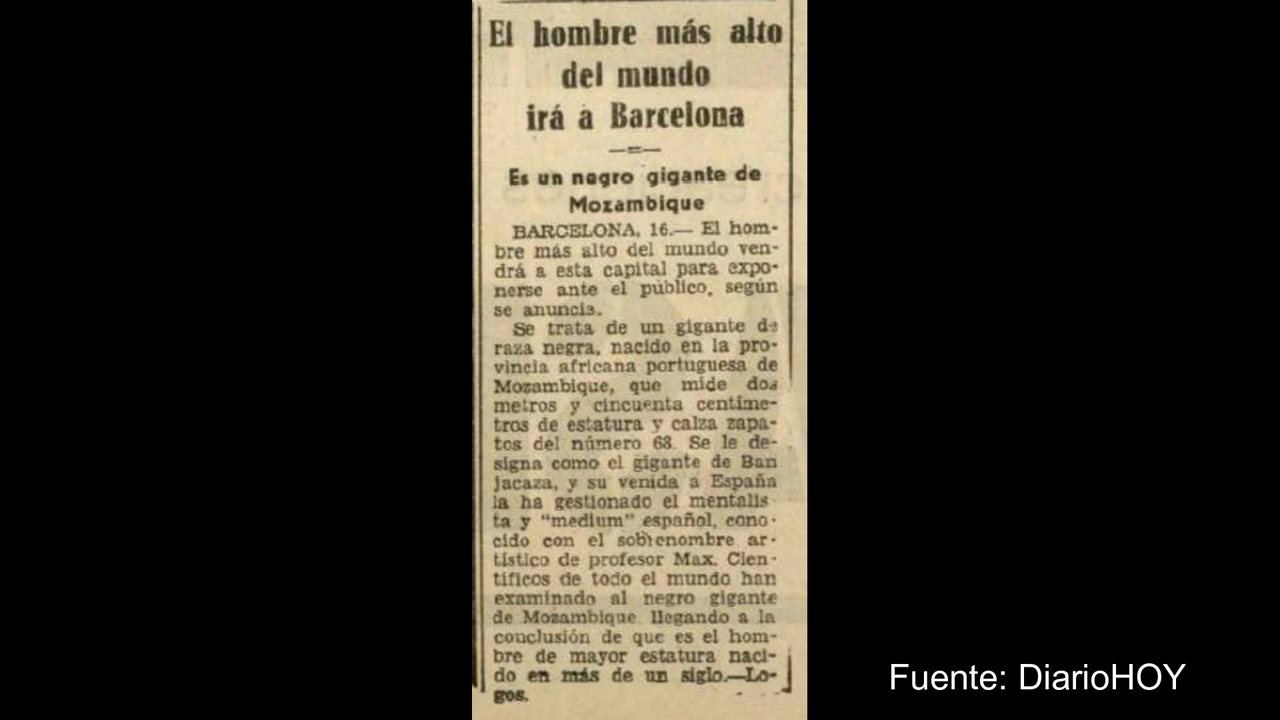 El hombre más alto
del mundo
irá a Barcelona
Es un negro gigante de
Mozambique
BARCELONA, 16.— El hom-
bre más alto del mundo ven-
drá a esta capital para expo-
nerse ante el público, según
se anuncia.
Se trata de un gigante de
raza negra, nacido en la pro-
vincia africana portuguesa de
Mozambique, que mide dos
metros y cincuenta centíme-
tros de estatura y calza zapa-
tos del número 63. Se le de-
signa como el gigante de Ban
jacaza, y su venida a España
la ha gestionado el mentalis
ta y "medium" español, cono-
cido con el sobrenombre ar-
tístico de profesor Max. Cien-
tíficos de todo el mundo han
examinado al negro gigante
de Mozambique llegando a la
conclusión de que es el hom-
bre de mayor estatura naci-
do en más de un siglo.—Lo-
gos.
Fuente: DiarioHOY